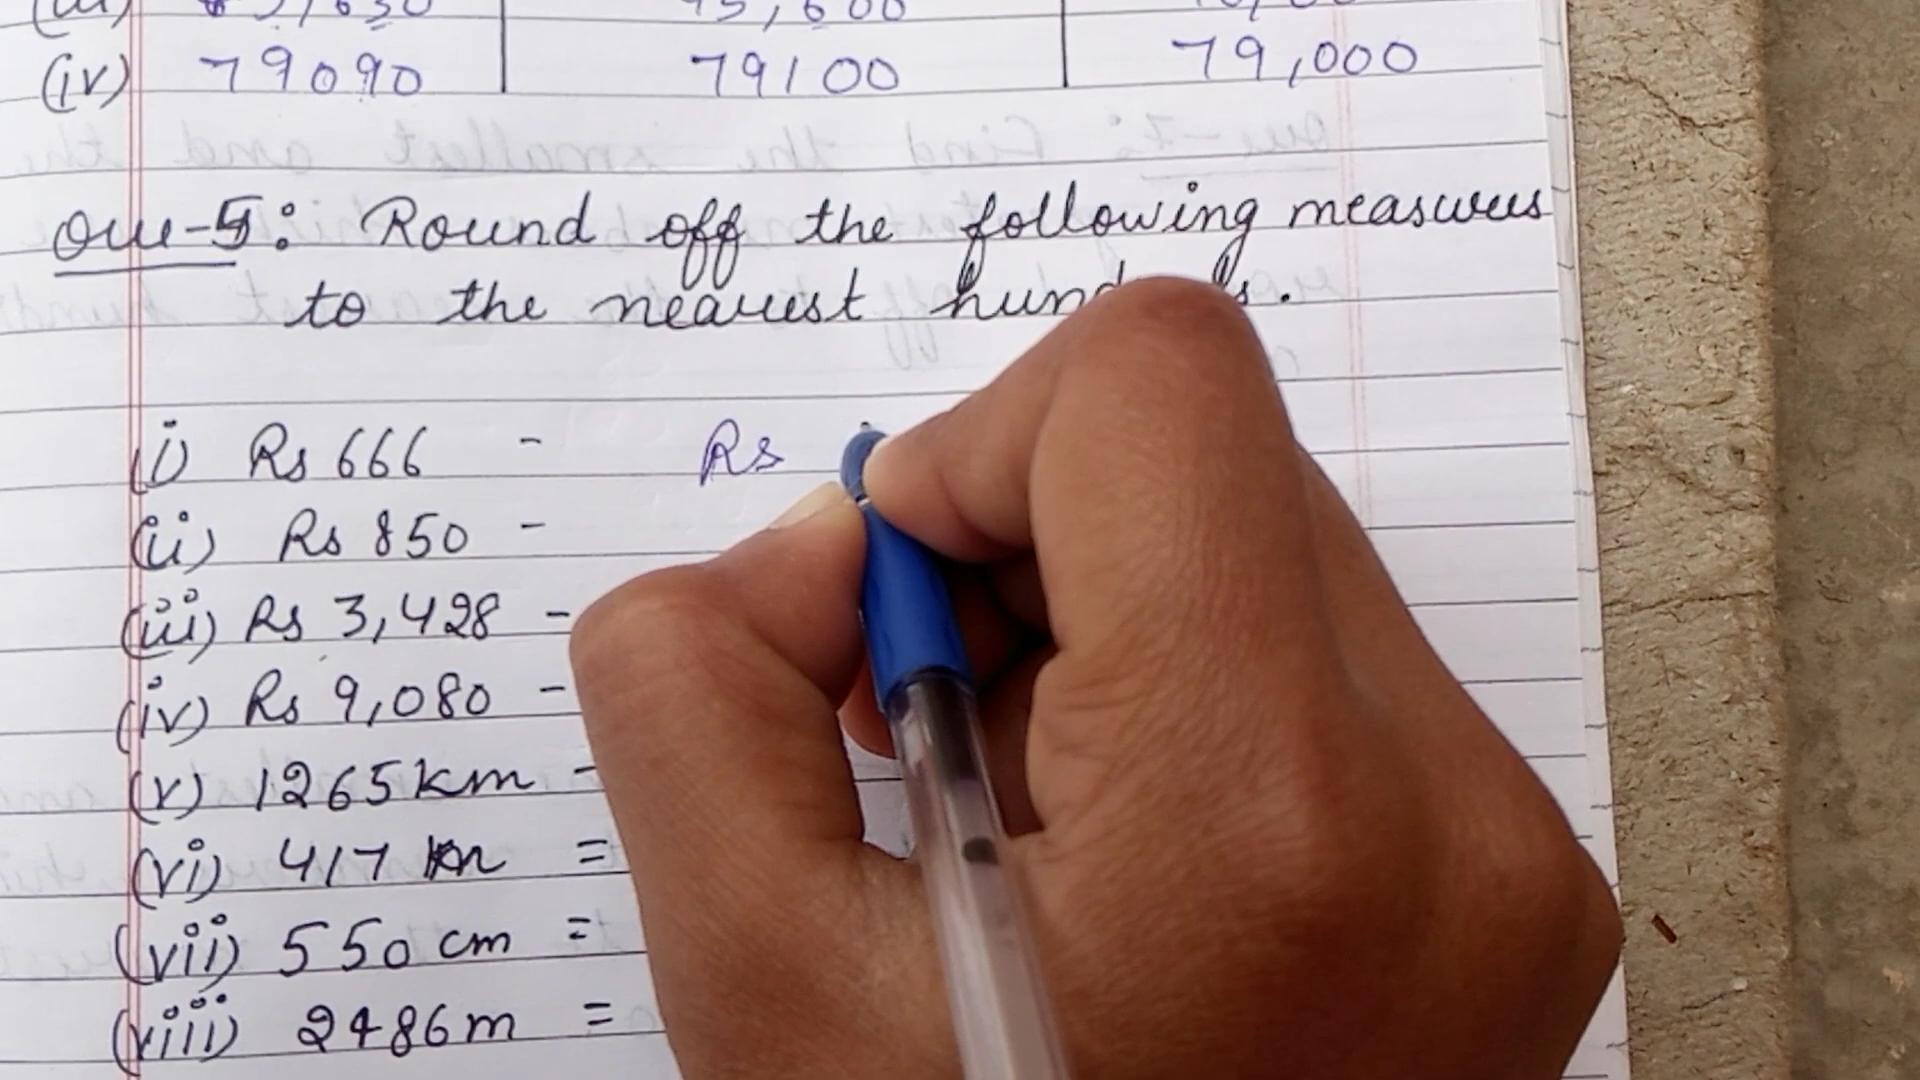 (iv) 79090 79100 79,000
Que-5: Round off the following measures
to the nearest
(i) Rs 666 - Rs
(ii) Rs 850 -
(iii) Rs 3,428 -
(iv) Rs 9,080 -
(v) 1265 km -
(vi) 417 km =
(vii) 550 cm =
(viii) 2486 m =